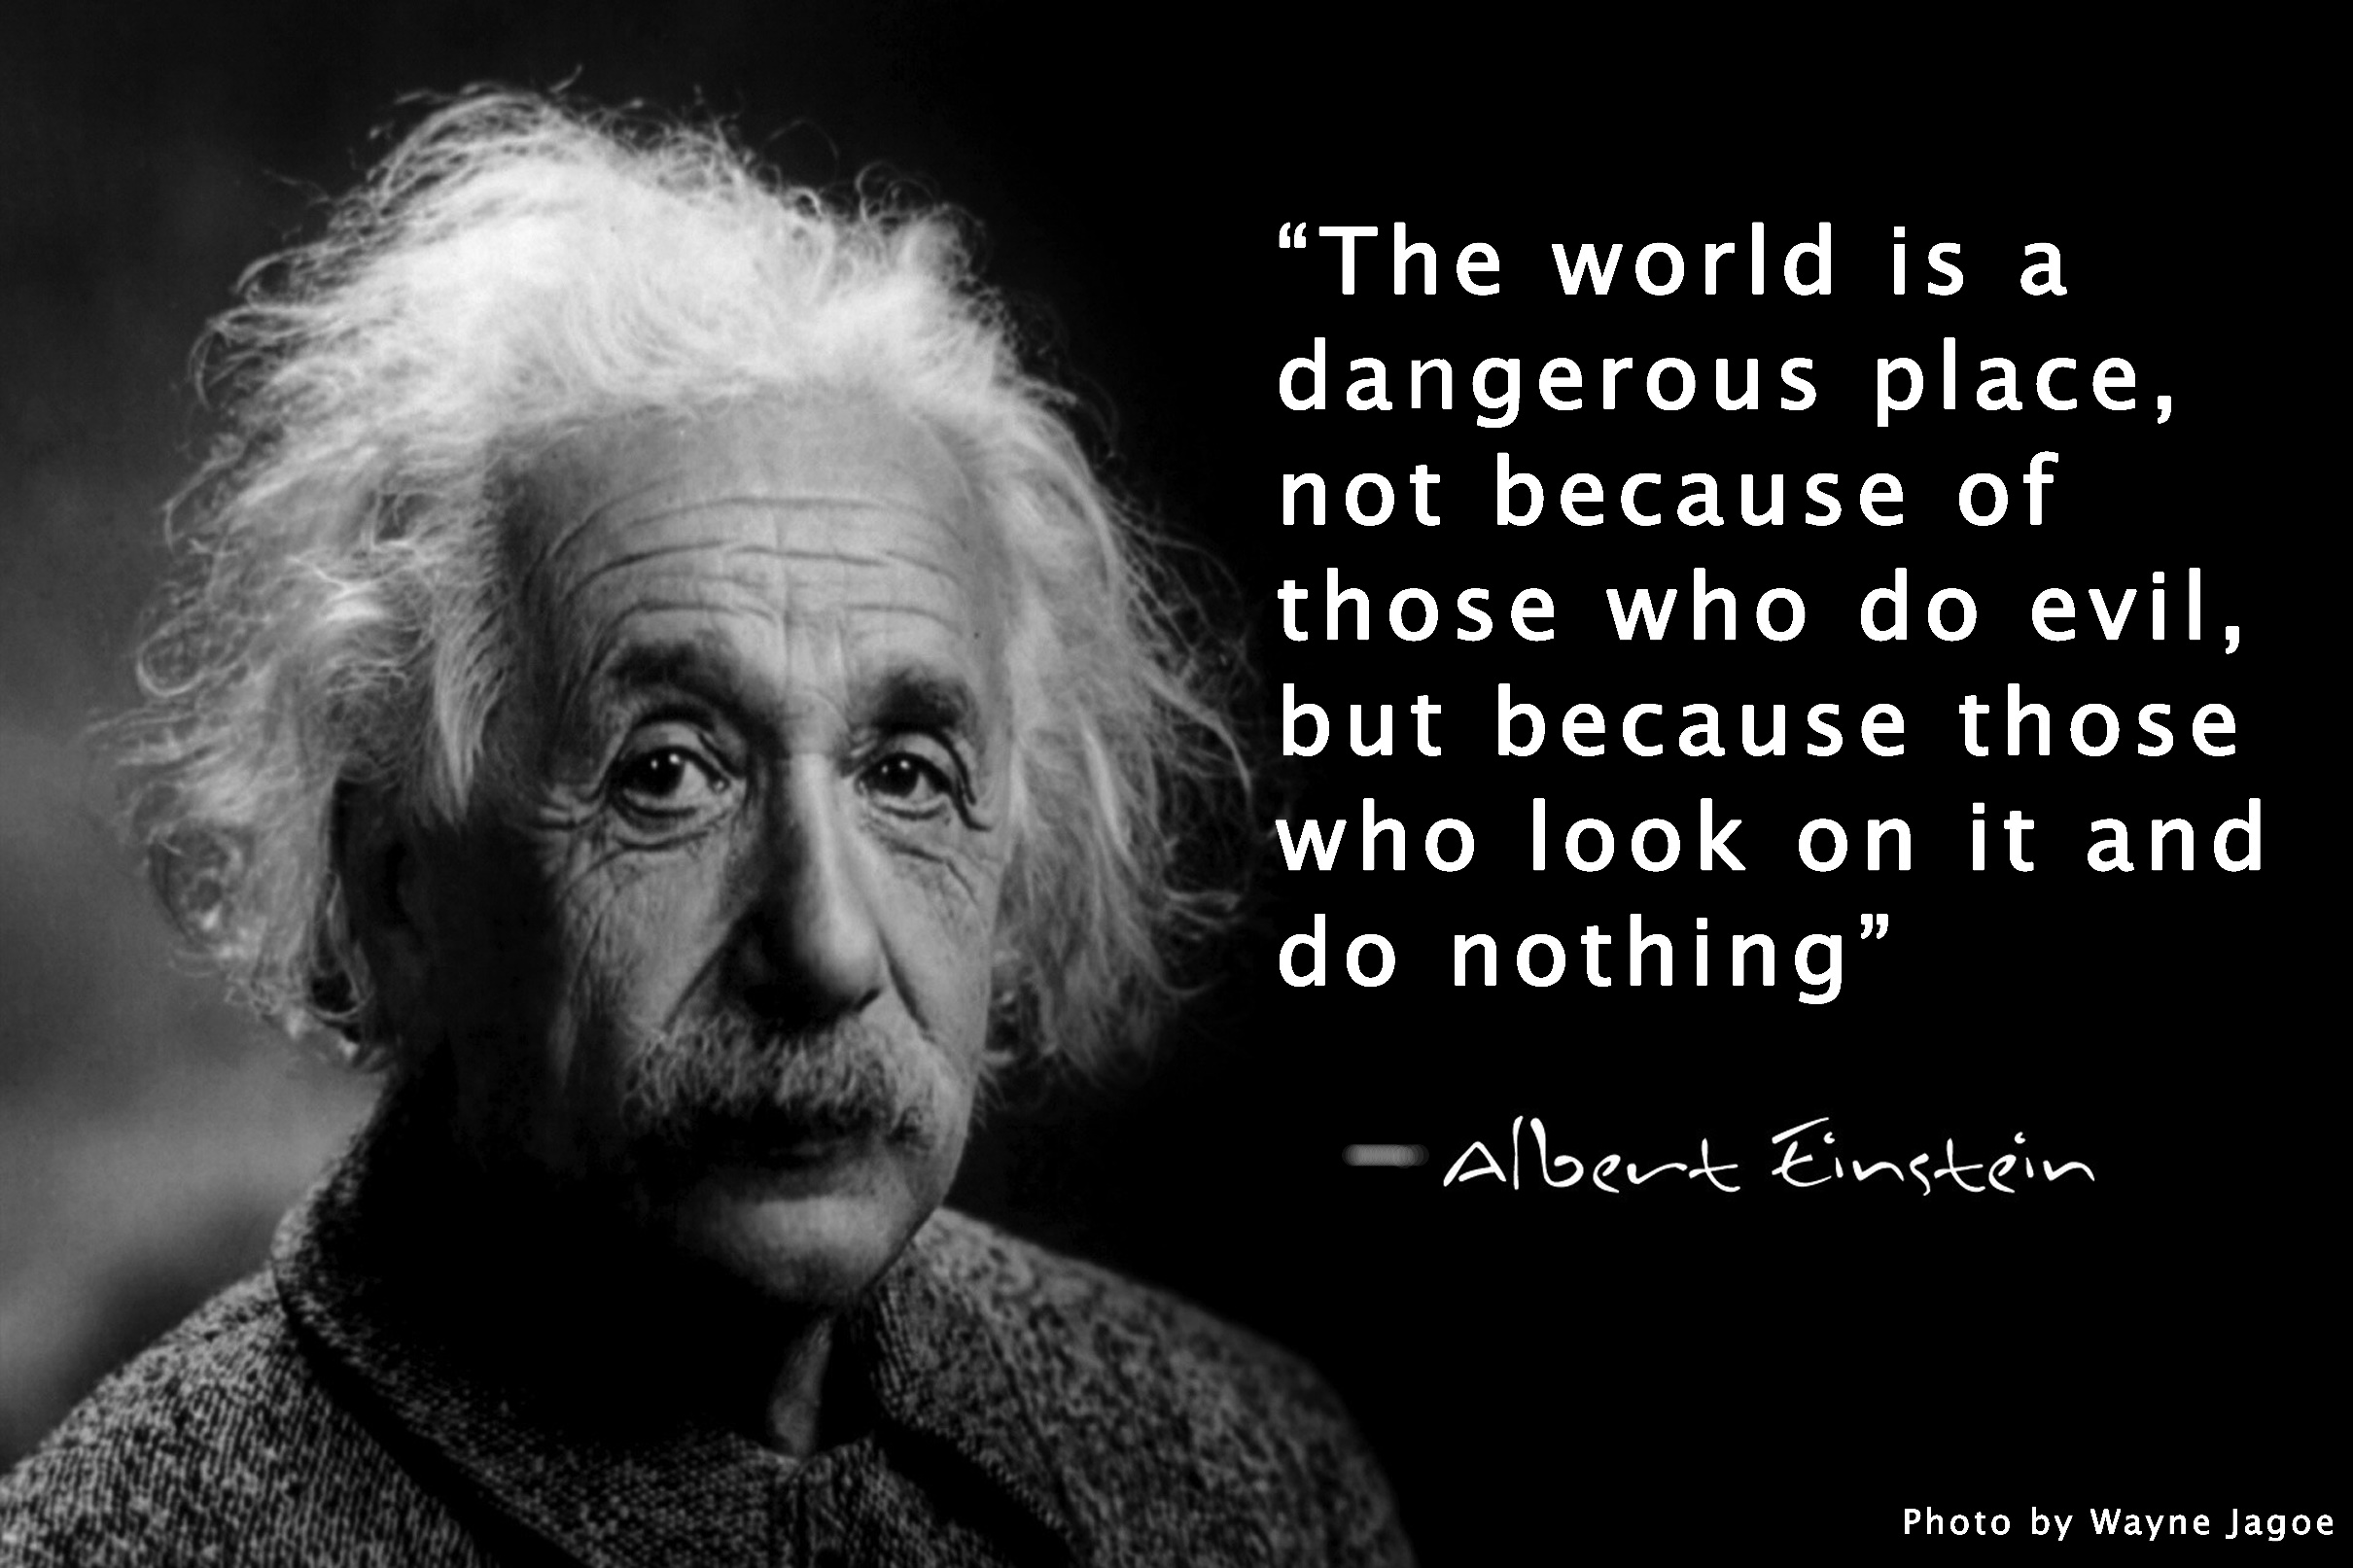 “The world is a
dangerous place,
not because of
those who do evil,
but because those
who look on it and
do nothing”
– Albert Einstein
Photo by Wayne Jagoe